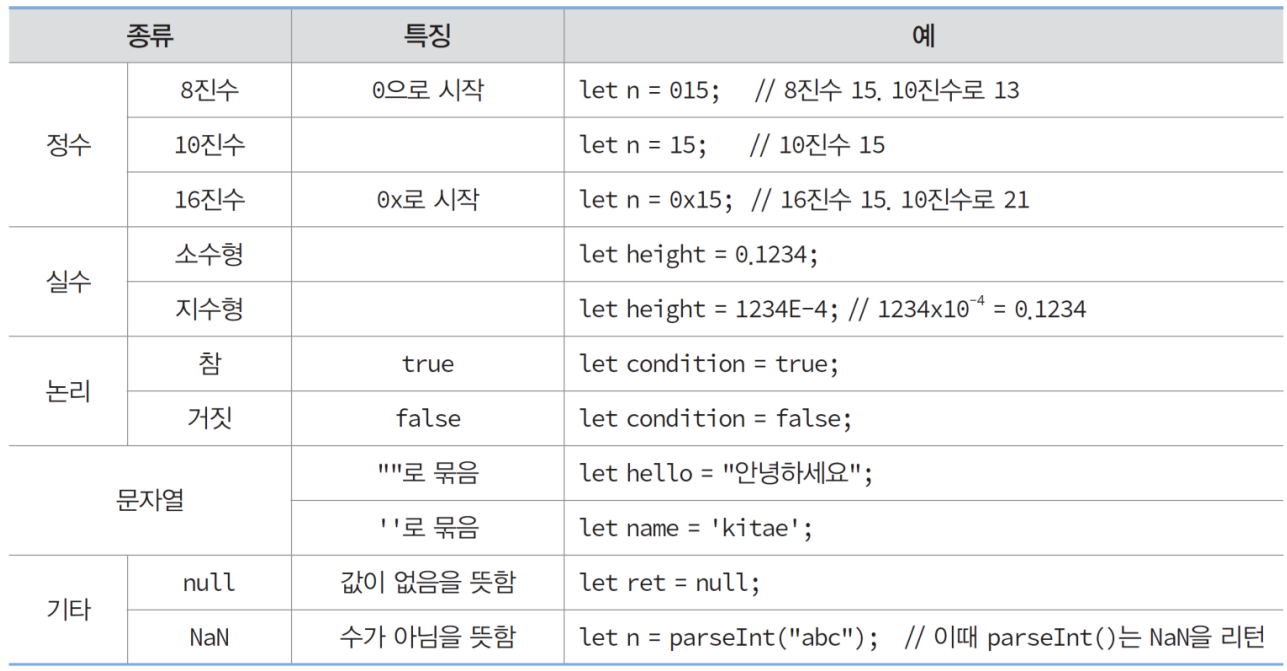 종류 특징 예
정수 8진수 0으로 시작 let n = 015; // 8진수 15. 10진수로 13
10진수 let n = 15; // 10진수 15
16진수 0x로 시작 let n = 0x15; // 16진수 15. 10진수로 21
실수 소수형 let height = 0.1234;
지수형 let height = 1234E-4; // 1234x10⁻⁴ = 0.1234
논리 참 true let condition = true;
거짓 false let condition = false;
문자열 ""로 묶음 let hello = "안녕하세요";
''로 묶음 let name = 'kitae';
기타 null 값이 없음을 뜻함 let ret = null;
NaN 수가 아님을 뜻함 let n = parseInt("abc"); // 이때 parseInt()는 NaN을 리턴